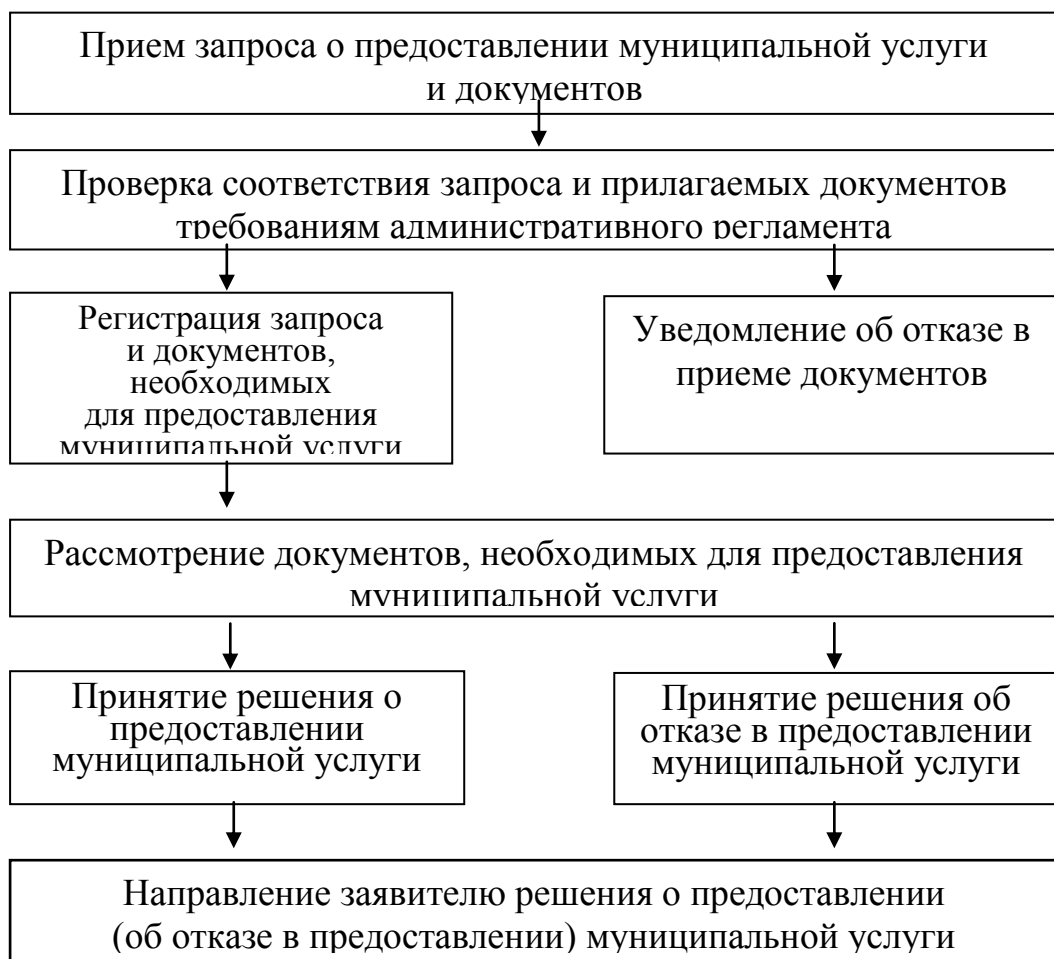 Прием запроса о предоставлении муниципальной услуги
и документов
Проверка соответствия запроса и прилагаемых документов
требованиям административного регламента
Регистрация запроса
и документов,
необходимых
для предоставления
муниципальной услуги
Уведомление об отказе в
приеме документов
Рассмотрение документов, необходимых для предоставления
муниципальной услуги
Принятие решения о
предоставлении
муниципальной услуги
Принятие решения об
отказе в предоставлении
муниципальной услуги
Направление заявителю решения о предоставлении
(об отказе в предоставлении) муниципальной услуги